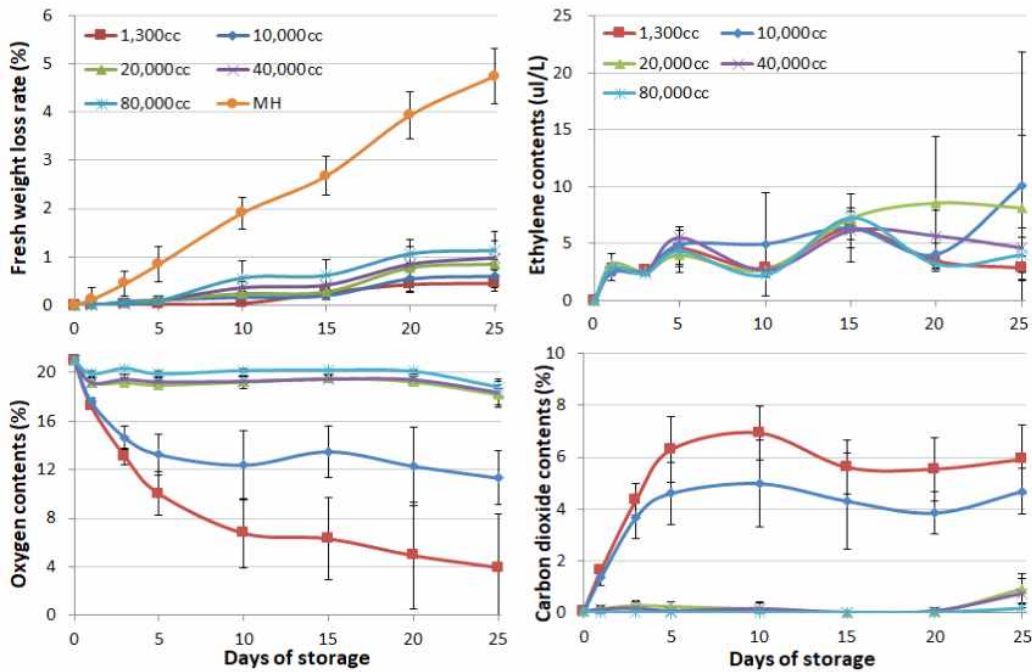 Fresh weight loss rate (%)
6
5
4
3
2
1
0
1,300cc
10,000cc
20,000cc
40,000cc
80,000cc
MH
0
5
10
15
20
25
Ethylene contents (ul/L)
25
20
15
10
5
0
1,300cc
10,000cc
20,000cc
40,000cc
80,000cc
0
5
10
15
20
25
Oxygen contents (%)
20
16
12
8
4
0
0
5
10
15
20
25
Days of storage
Carbon dioxide contents (%)
10
8
6
4
2
0
0
5
10
15
20
25
Days of storage